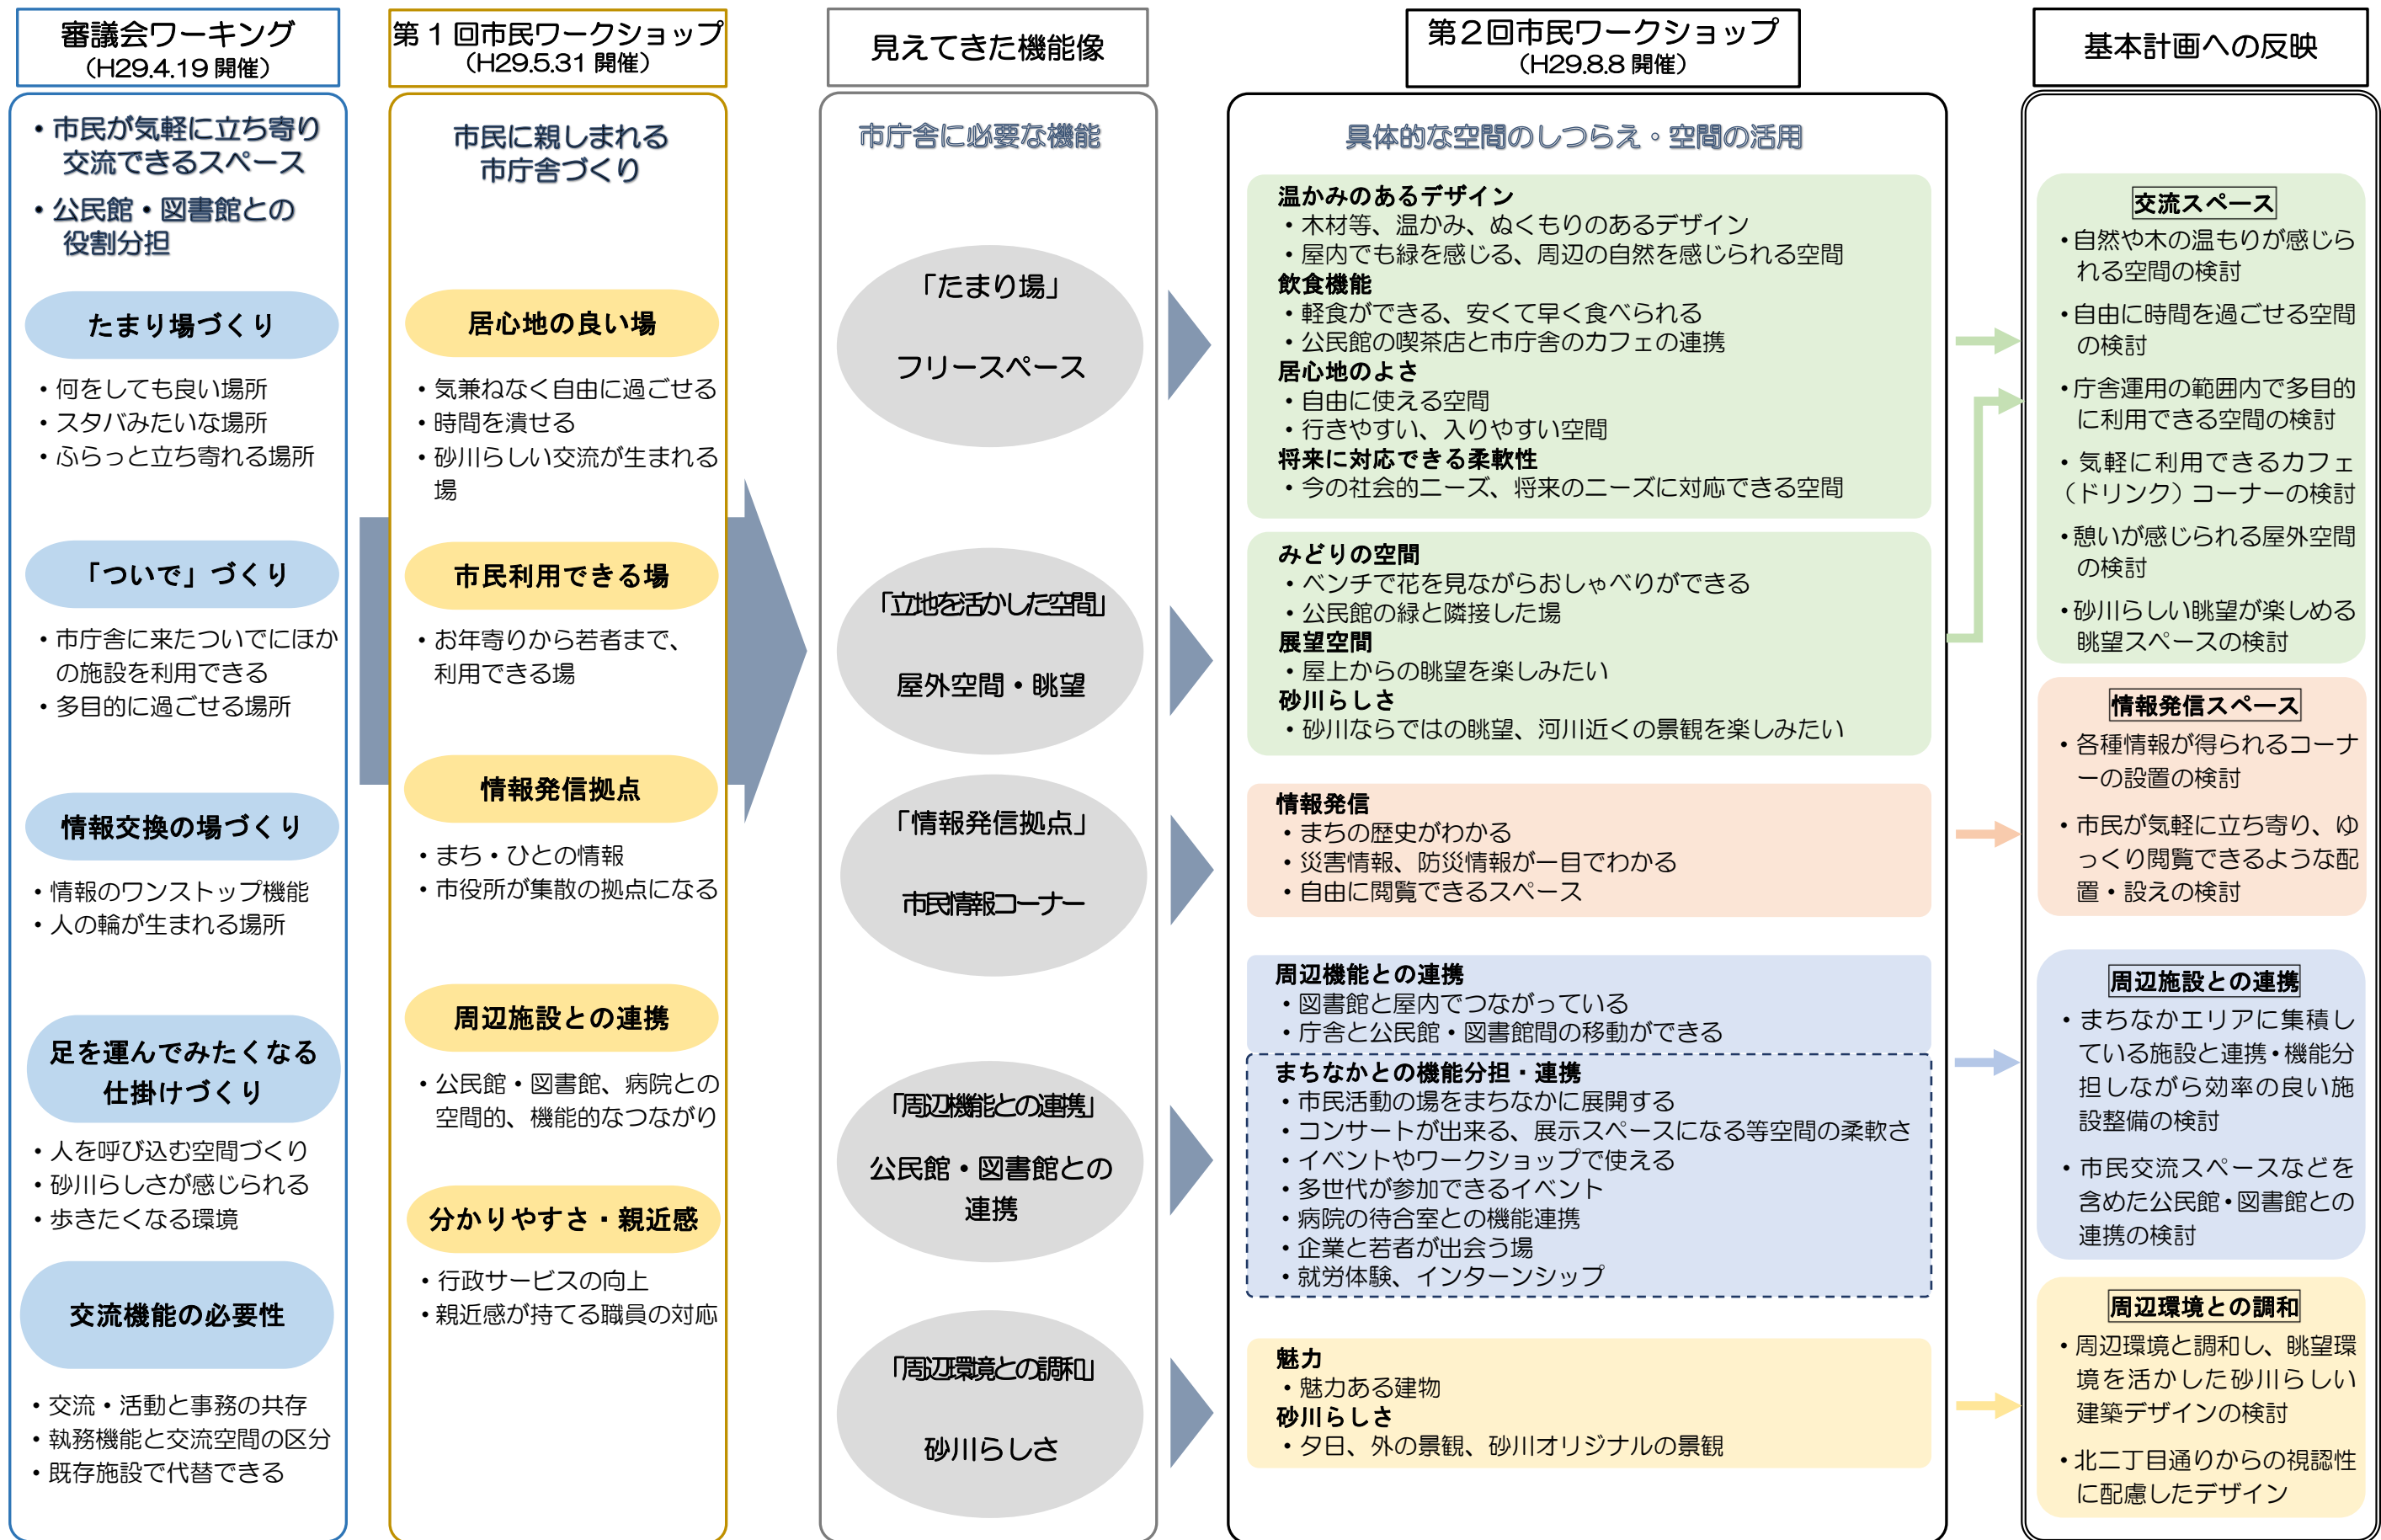 審議会ワーキング
（H29.4.19 開催）
・市民が気軽に立ち寄り
交流できるスペース
・公民館・図書館との
役割分担
たまり場づくり
・何をしても良い場所
・スタバみたいな場所
・ふらっと立ち寄れる場所
「ついで」づくり
・市庁舎に来たついでにほか
の施設を利用できる
・多目的に過ごせる場所
情報交換の場づくり
・情報のワンストップ機能
・人の輪が生まれる場所
足を運んでみたくなる
仕掛けづくり
・人を呼び込む空間づくり
・砂川らしさが感じられる
・歩きたくなる環境
交流機能の必要性
・交流・活動と事務の共存
・執務機能と交流空間の区分
・既存施設で代替できる
第１回市民ワークショップ
（H29.5.31 開催）
市民に親しまれる
市庁舎づくり
居心地の良い場
・気兼ねなく自由に過ごせる
・時間を潰せる
・砂川らしい交流が生まれる
場
市民利用できる場
・お年寄りから若者まで、
利用できる場
情報発信拠点
・まち・ひとの情報
・市役所が集散の拠点になる
周辺施設との連携
・公民館・図書館、病院との
空間的、機能的なつながり
分かりやすさ・親近感
・行政サービスの向上
・親近感が持てる職員の対応
見えてきた機能像
市庁舎に必要な機能
「たまり場」
フリースペース
「立地を活かした空間」
屋外空間・眺望
「情報発信拠点」
市民情報コーナー
「周辺機能との連携」
公民館・図書館との
連携
「周辺環境との調和」
砂川らしさ
第２回市民ワークショップ
（H29.8.8 開催）
具体的な空間のしつらえ・空間の活用
温かみのあるデザイン
・木材等、温かみ、ぬくもりのあるデザイン
・屋内でも緑を感じる、周辺の自然を感じられる空間
飲食機能
・軽食ができる、安くて早く食べられる
・公民館の喫茶店と市庁舎のカフェの連携
居心地のよさ
・自由に使える空間
・行きやすい、入りやすい空間
将来に対応できる柔軟性
・今の社会的ニーズ、将来のニーズに対応できる空間
みどりの空間
・ベンチで花を見ながらおしゃべりができる
・公民館の緑と隣接した場
展望空間
・屋上からの眺望を楽しみたい
砂川らしさ
・砂川ならではの眺望、河川近くの景観を楽しみたい
情報発信
・まちの歴史がわかる
・災害情報、防災情報が一目でわかる
・自由に閲覧できるスペース
周辺機能との連携
・図書館と屋内でつながっている
・庁舎と公民館・図書館間の移動ができる
まちなかとの機能分担・連携
・市民活動の場をまちなかに展開する
・コンサートが出来る、展示スペースになる等空間の柔軟さ
・イベントやワークショップで使える
・多世代が参加できるイベント
・病院の待合室との機能連携
・企業と若者が出会う場
・就労体験、インターンシップ
魅力
・魅力ある建物
砂川らしさ
・夕日、外の景観、砂川オリジナルの景観
基本計画への反映
交流スペース
・自然や木の温もりが感じら
れる空間の検討
・自由に時間を過ごせる空間
の検討
・庁舎運用の範囲内で多目的
に利用できる空間の検討
・気軽に利用できるカフェ
（ドリンク）コーナーの検討
・憩いが感じられる屋外空間
の検討
・砂川らしい眺望が楽しめる
眺望スペースの検討
情報発信スペース
・各種情報が得られるコーナ
ーの設置の検討
・市民が気軽に立ち寄り、ゆ
っくり閲覧できるような配
置・設えの検討
周辺施設との連携
・まちなかエリアに集積し
ている施設と連携・機能分
担しながら効率の良い施
設整備の検討
・市民交流スペースなどを
含めた公民館・図書館との
連携の検討
周辺環境との調和
・周辺環境と調和し、眺望環
境を活かした砂川らしい
建築デザインの検討
・北二丁目通りからの視認性
に配慮したデザイン